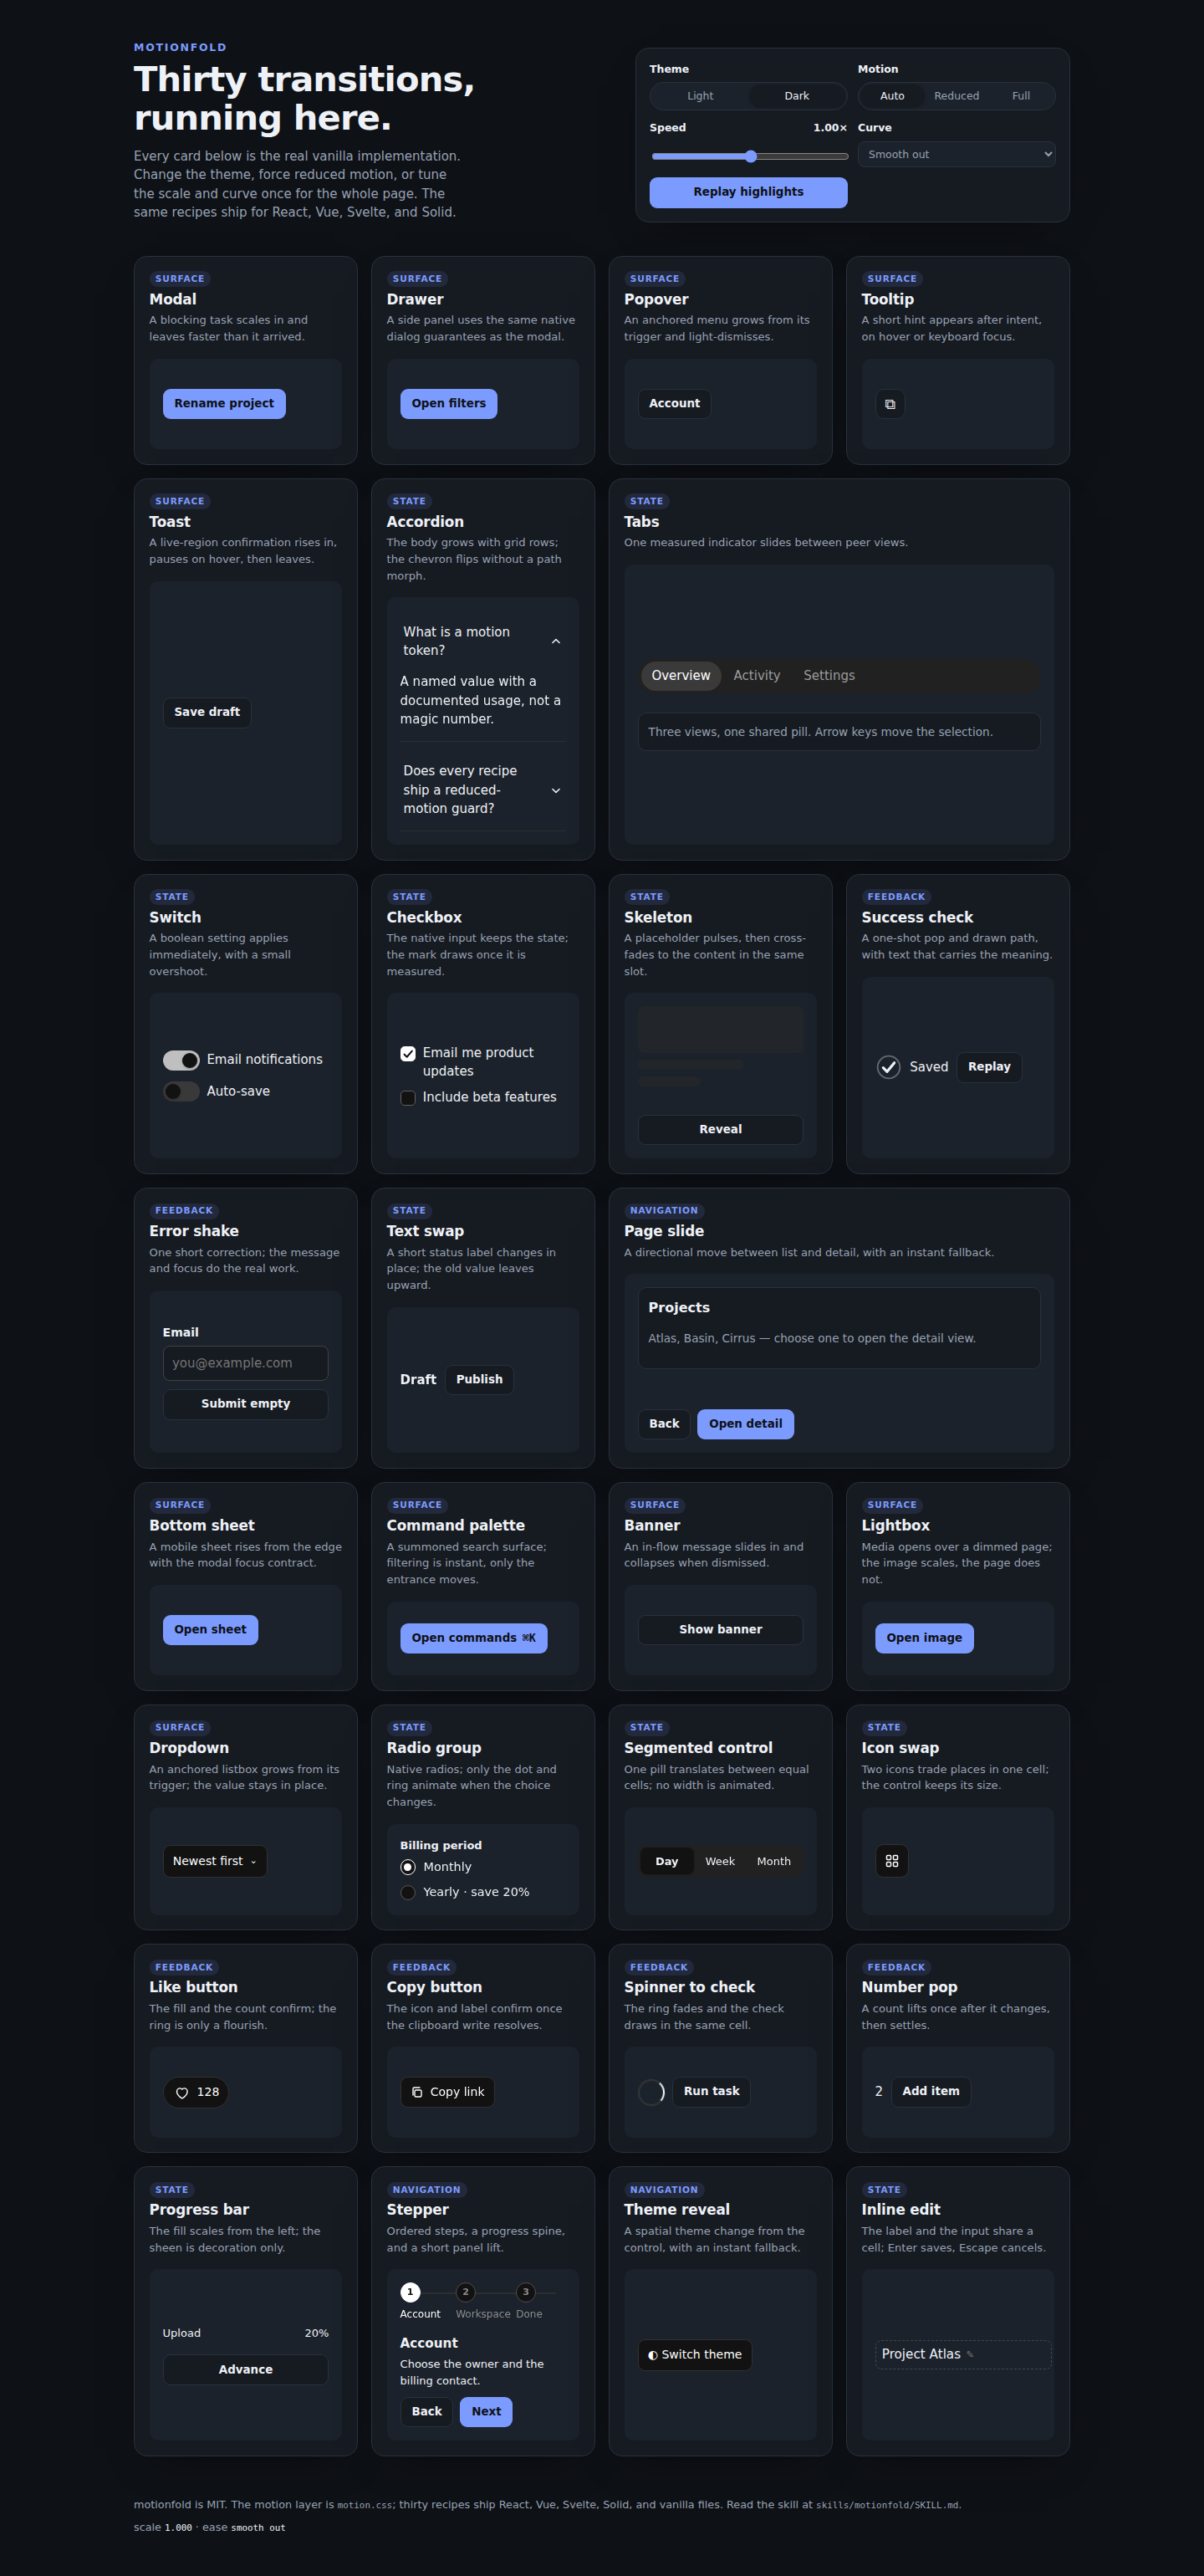 MOTIONFOLD
Thirty transitions,
running here.
Every card below is the real vanilla implementation.
Change the theme, force reduced motion, or tune
the scale and curve once for the whole page. The
same recipes ship for React, Vue, Svelte, and Solid.
Theme
Light
Dark
Motion
Auto
Reduced
Full
Speed
1.00×
Curve
Smooth out
Replay highlights
SURFACE
Modal
A blocking task scales in and
leaves faster than it arrived.
Rename project
SURFACE
Drawer
A side panel uses the same native
dialog guarantees as the modal.
Open filters
SURFACE
Popover
An anchored menu grows from its
trigger and light-dismisses.
Account
SURFACE
Tooltip
A short hint appears after intent,
on hover or keyboard focus.
SURFACE
Toast
A live-region confirmation rises in,
pauses on hover, then leaves.
Save draft
STATE
Accordion
The body grows with grid rows;
the chevron flips without a path
morph.
What is a motion
token?
A named value with a
documented usage, not a
magic number.
Does every recipe
ship a reduced-
motion guard?
STATE
Tabs
One measured indicator slides between peer views.
Overview
Activity
Settings
Three views, one shared pill. Arrow keys move the selection.
STATE
Switch
A boolean setting applies
immediately, with a small
overshoot.
Email notifications
Auto-save
STATE
Checkbox
The native input keeps the state;
the mark draws once it is
measured.
Email me product
updates
Include beta features
STATE
Skeleton
A placeholder pulses, then cross-
fades to the content in the same
slot.
Reveal
FEEDBACK
Success check
A one-shot pop and drawn path,
with text that carries the meaning.
Saved
Replay
FEEDBACK
Error shake
One short correction; the message
and focus do the real work.
Email
you@example.com
Submit empty
STATE
Text swap
A short status label changes in
place; the old value leaves
upward.
Draft
Publish
NAVIGATION
Page slide
A directional move between list and detail, with an instant fallback.
Projects
Atlas, Basin, Cirrus — choose one to open the detail view.
Back
Open detail
SURFACE
Bottom sheet
A mobile sheet rises from the edge
with the modal focus contract.
Open sheet
SURFACE
Command palette
A summoned search surface;
filtering is instant, only the
entrance moves.
Open commands ⌘K
SURFACE
Banner
An in-flow message slides in and
collapses when dismissed.
Show banner
SURFACE
Lightbox
Media opens over a dimmed page;
the image scales, the page does
not.
Open image
SURFACE
Dropdown
An anchored listbox grows from its
trigger; the value stays in place.
Newest first
STATE
Radio group
Native radios; only the dot and
ring animate when the choice
changes.
Billing period
Monthly
Yearly · save 20%
STATE
Segmented control
One pill translates between equal
cells; no width is animated.
Day
Week
Month
STATE
Icon swap
Two icons trade places in one cell;
the control keeps its size.
FEEDBACK
Like button
The fill and the count confirm; the
ring is only a flourish.
128
FEEDBACK
Copy button
The icon and label confirm once
the clipboard write resolves.
Copy link
FEEDBACK
Spinner to check
The ring fades and the check
draws in the same cell.
Run task
FEEDBACK
Number pop
A count lifts once after it changes,
then settles.
2
Add item
STATE
Progress bar
The fill scales from the left; the
sheen is decoration only.
Upload
20%
Advance
NAVIGATION
Stepper
Ordered steps, a progress spine,
and a short panel lift.
1
2
3
Account
Workspace
Done
Account
Choose the owner and the
billing contact.
Back
Next
NAVIGATION
Theme reveal
A spatial theme change from the
control, with an instant fallback.
Switch theme
STATE
Inline edit
The label and the input share a
cell; Enter saves, Escape cancels.
Project Atlas
motionfold is MIT. The motion layer is motion.css; thirty recipes ship React, Vue, Svelte, Solid, and vanilla files. Read the skill at skills/motionfold/SKILL.md.
scale 1.000 · ease smooth out